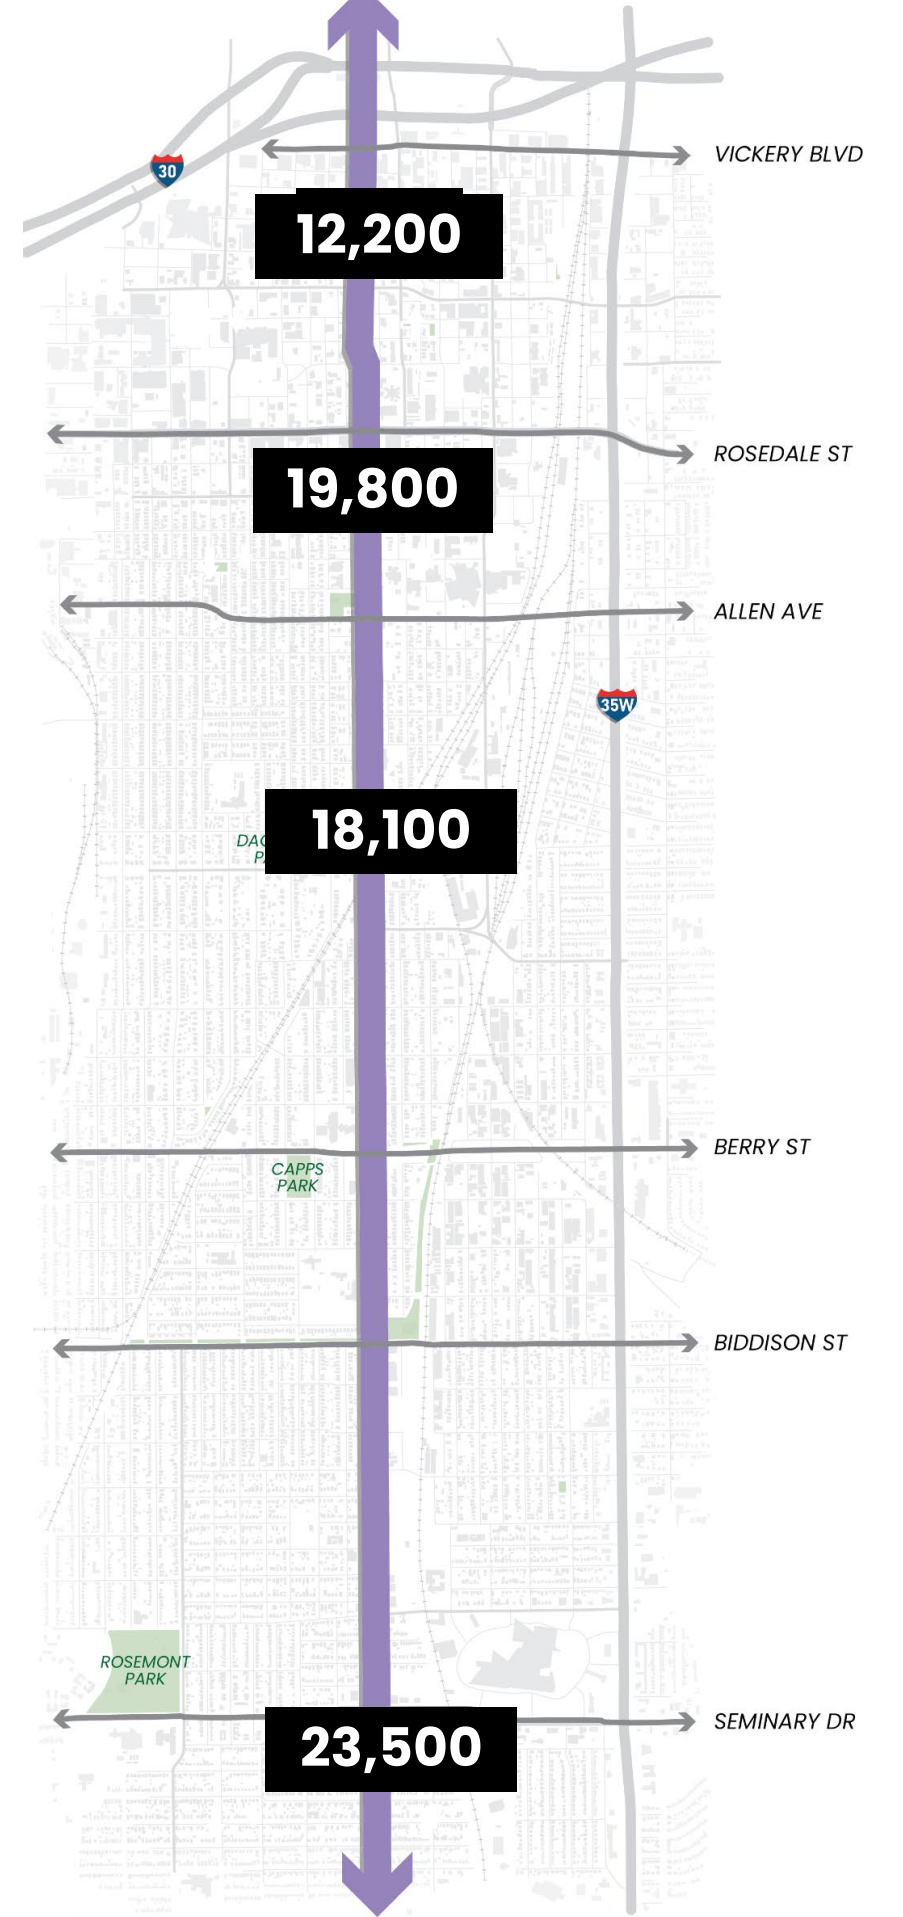 VICKERY BLVD
30
12,200
ROSEDALE ST
19,800
ALLEN AVE
35W
18,100
BERRY ST
CAPPS
PARK
BIDDISON ST
ROSEMONT
PARK
SEMINARY DR
23,500